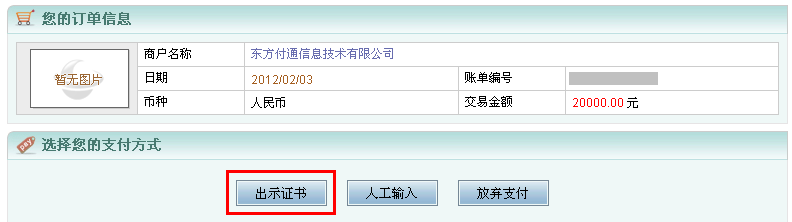 您的订单信息
暂无图片
商户名称 东方付通信息技术有限公司
日期 2012/02/03 账单编号
币种 人民币 交易金额 20000.00 元
选择您的支付方式
出示证书 人工输入 放弃支付